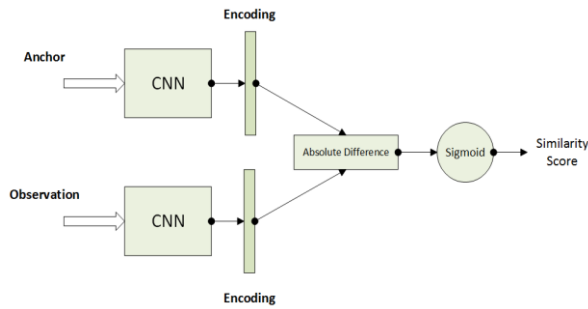 Encoding
Anchor
CNN
Absolute Difference
Sigmoid
Similarity
Score
Observation
CNN
Encoding